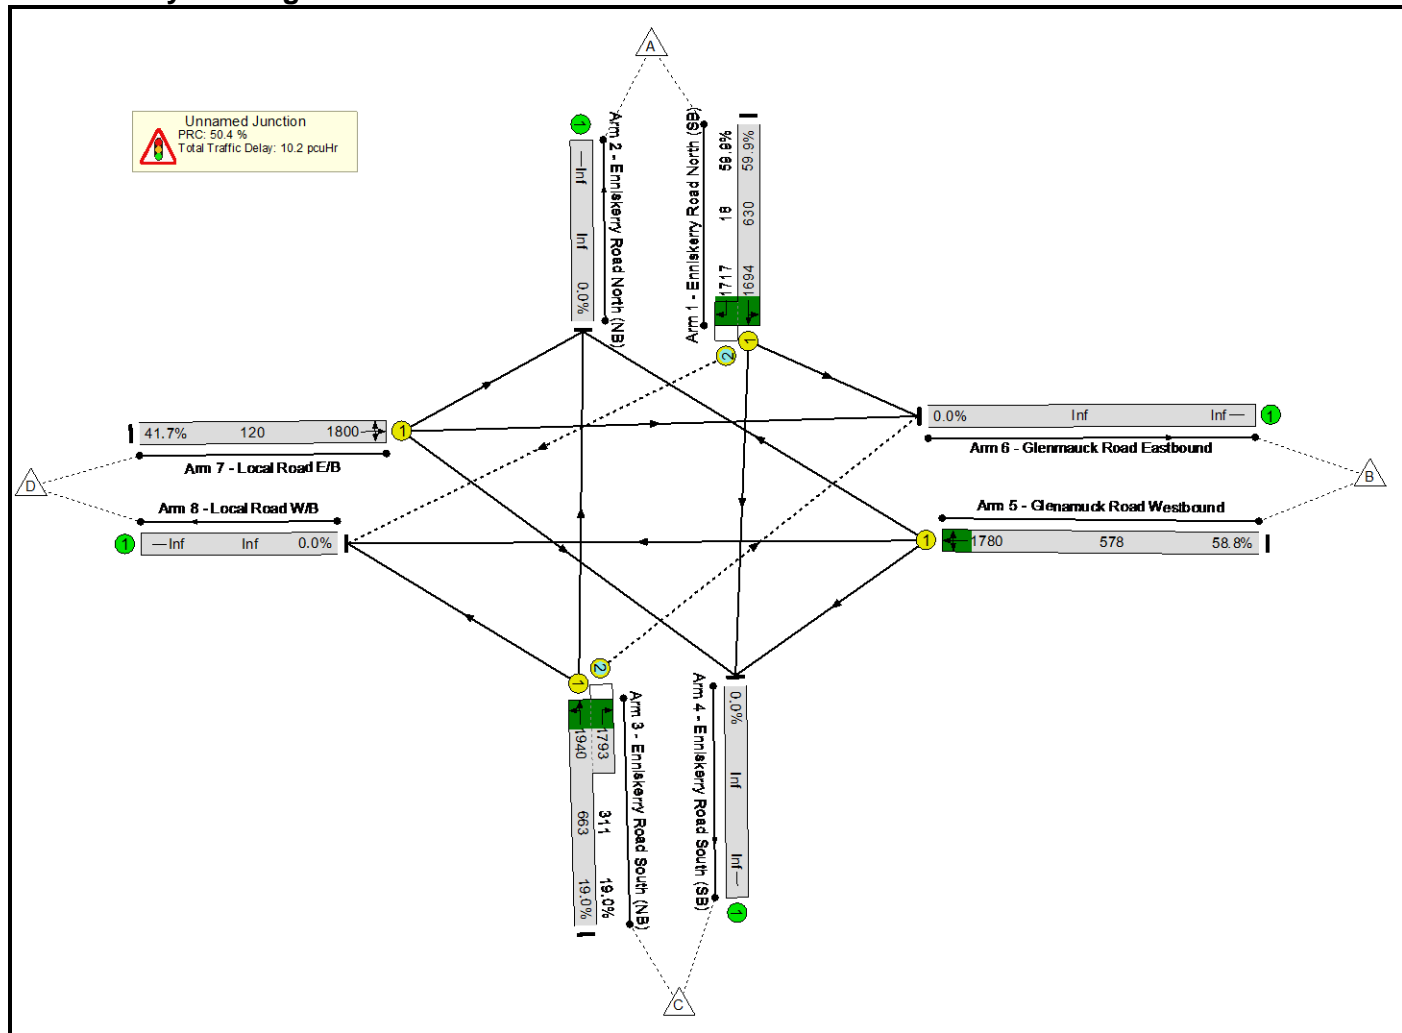 A
Unnamed Junction
PRC: 50.4 %
Total Traffic Delay: 10.2 pcuHr
1
Inf
Inf
0.0%
Arm 2 - Enniskerry Road North (NB)
Arm 1 - Enniskerry Road North (SB)
59.9%
18
1717
59.9%
630
1694
2
1
41.7%
120
1800
1
Arm 7 - Local Road E/B
0.0%
Inf
Inf
1
Arm 6 - Glenmauck Road Eastbound
D
B
Arm 8 - Local Road W/B
1
Inf
Inf
0.0%
Arm 5 - Glenamuck Road Westbound
1
1780
578
58.8%
1
2
1940
663
19.0%
1793
311
19.0%
Arm 3 - Enniskerry Road South (NB)
Arm 4 - Enniskerry Road South (SB)
0.0%
Inf
Inf
1
C